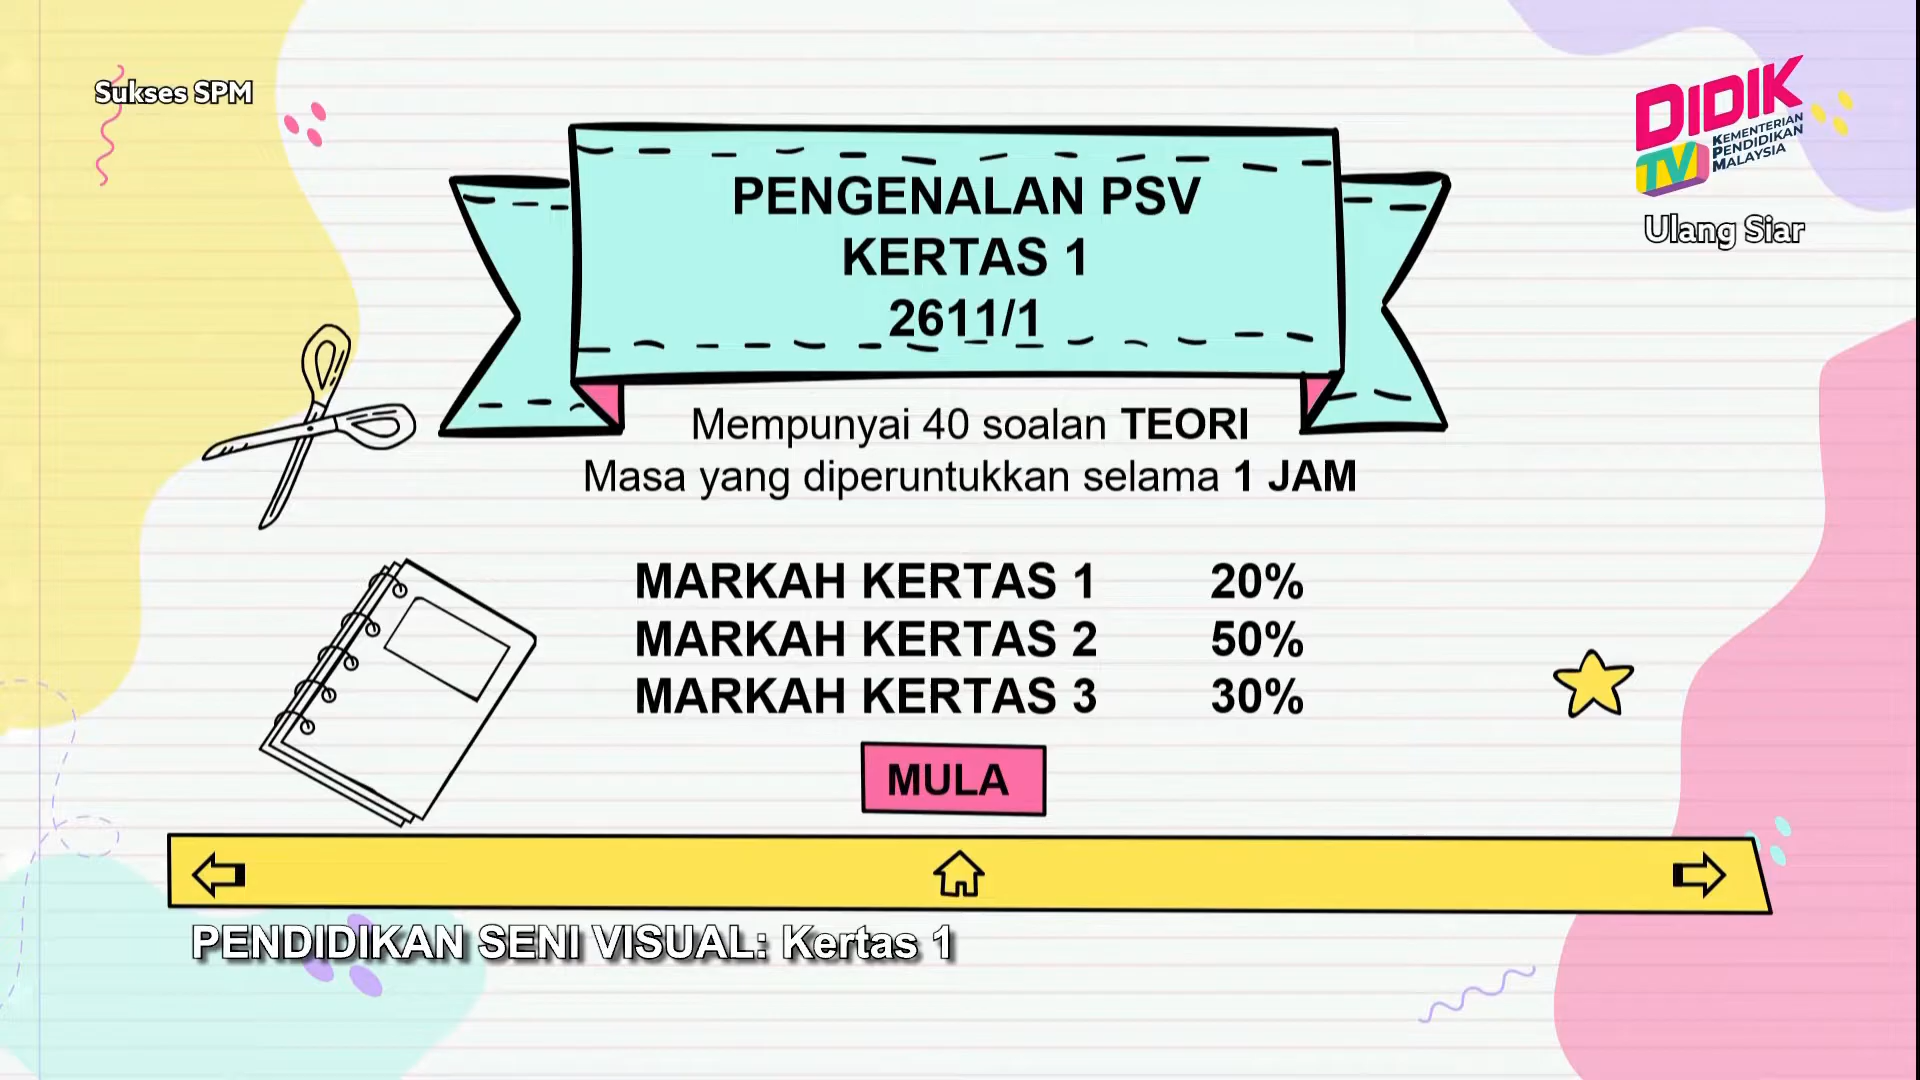 Sukses SPM
DIDIK
TV
KEMENTERIAN
PENDIDIKAN
MALAYSIA
Ulang Siar
PENGENALAN PSV
KERTAS 1
2611/1
Mempunyai 40 soalan TEORI
Masa yang diperuntukkan selama 1 JAM
MARKAH KERTAS 1 20%
MARKAH KERTAS 2 50%
MARKAH KERTAS 3 30%
MULA
PENDIDIKAN SENI VISUAL: Kertas 1